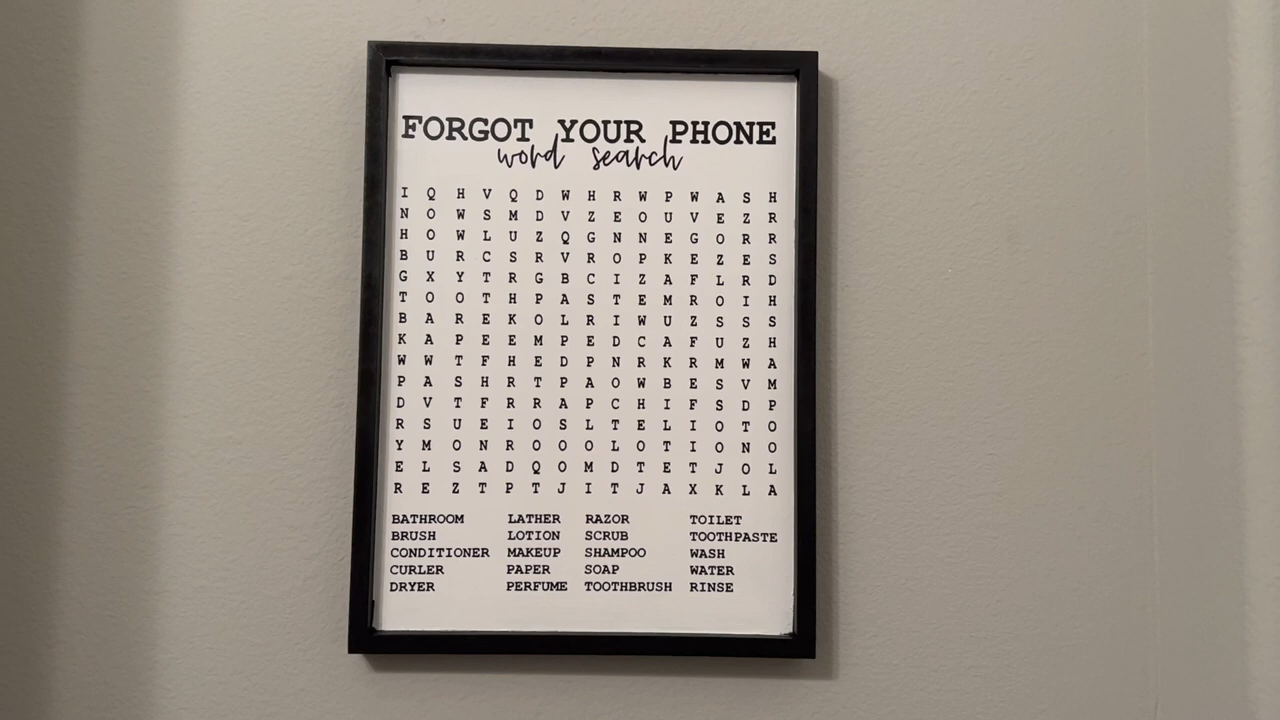 FORGOT YOUR PHONE
word search
I Q H V Q D W H R W P W A S H
N O W S M D V Z E O U V E Z R
H O W L U Z Q G N N E G O R R
B U R C S R V R O P K E Z E S
G X Y T R G B C I Z A F L R D
T O O T H P A S T E M R O I H
B A R E K O L R I W U Z S S S
K A P E E M P E D C A F U Z H
W W T F H E D P N R K R M W A
P A S H R T P A O W B E S V M
D V T F R R A P C H I F S D P
R S U E I O S L T E L I O T O
Y M O N R O O O L O T I O N O
E L S A D Q O M D T E T J O L
R E Z T P T J I T J A X K L A
BATHROOM LATHER RAZOR TOILET
BRUSH LOTION SCRUB TOOTHPASTE
CONDITIONER MAKEUP SHAMPOO WASH
CURLER PAPER SOAP WATER
DRYER PERFUME TOOTHBRUSH RINSE